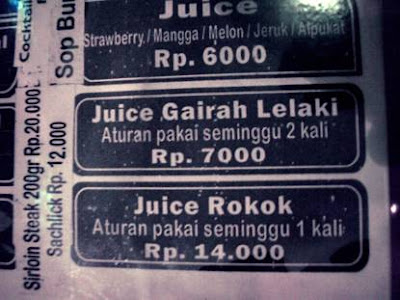 Juice
Strawberry / Mangga / Melon / Jeruk / Alpukat
Rp. 6000
Juice Gairah Lelaki
Aturan pakai seminggu 2 kali
Rp. 7000
Juice Rokok
Aturan pakai seminggu 1 kali
Rp. 14.000
Cocktail
Sop Bun
Sirloin Steak 200gr Rp.20.000
Sachlick Rp. 12.000